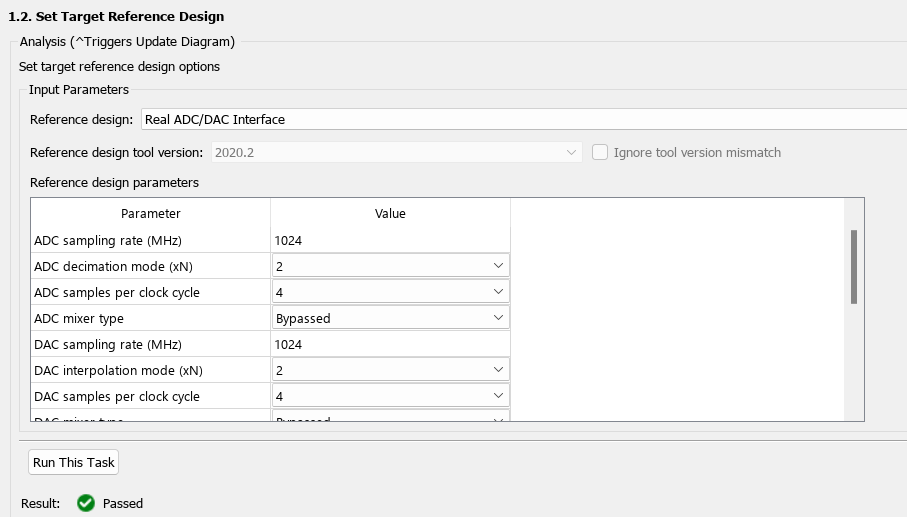 1.2. Set Target Reference Design
Analysis (^Triggers Update Diagram)
Set target reference design options
Input Parameters
Reference design: Real ADC/DAC Interface
Reference design tool version: 2020.2 Ignore tool version mismatch
Reference design parameters
Parameter Value
ADC sampling rate (MHz) 1024
ADC decimation mode (xN) 2
ADC samples per clock cycle 4
ADC mixer type Bypassed
DAC sampling rate (MHz) 1024
DAC interpolation mode (xN) 2
DAC samples per clock cycle 4
DAC mixer type Bypassed
Run This Task
Result: Passed